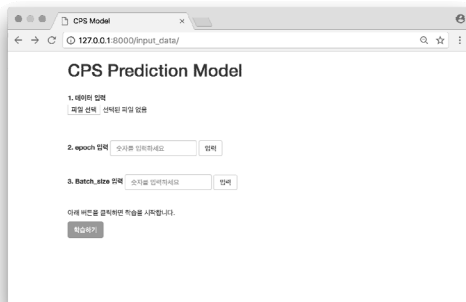 CPS Model
127.0.0.1:8000/input_data/
CPS Prediction Model
1. 데이터 입력
파일 선택 선택된 파일 없음
2. epoch 입력 숫자를 입력하세요 입력
3. Batch_size 입력 숫자를 입력하세요 입력
아래 버튼을 클릭하면 학습을 시작합니다.
학습하기